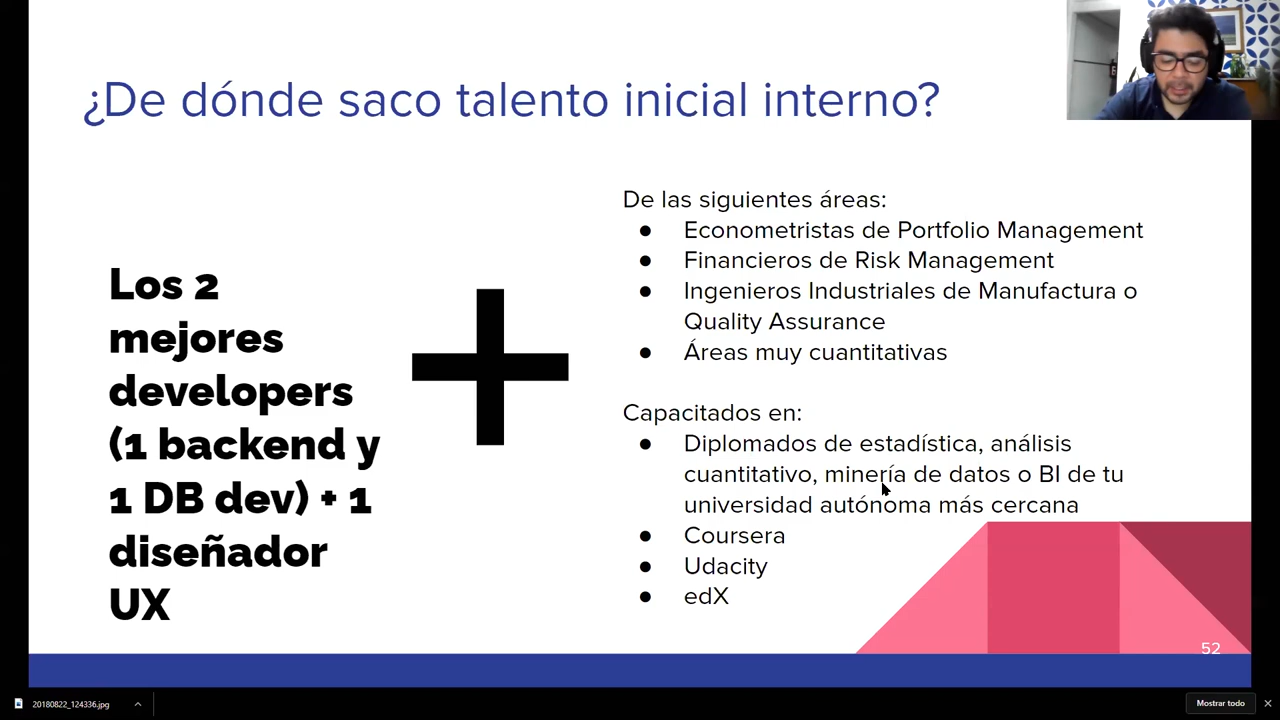 ¿De dónde saco talento inicial interno?
Los 2
mejores
developers
(1 backend y
1 DB dev) + 1
diseñador
UX
De las siguientes áreas:
● Econometristas de Portfolio Management
● Financieros de Risk Management
● Ingenieros Industriales de Manufactura o
Quality Assurance
● Áreas muy cuantitativas
Capacitados en:
● Diplomados de estadística, análisis
cuantitativo, minería de datos o BI de tu
universidad autónoma más cercana
● Coursera
● Udacity
● edX
52
20180822_124336.jpg
Mostrar todo